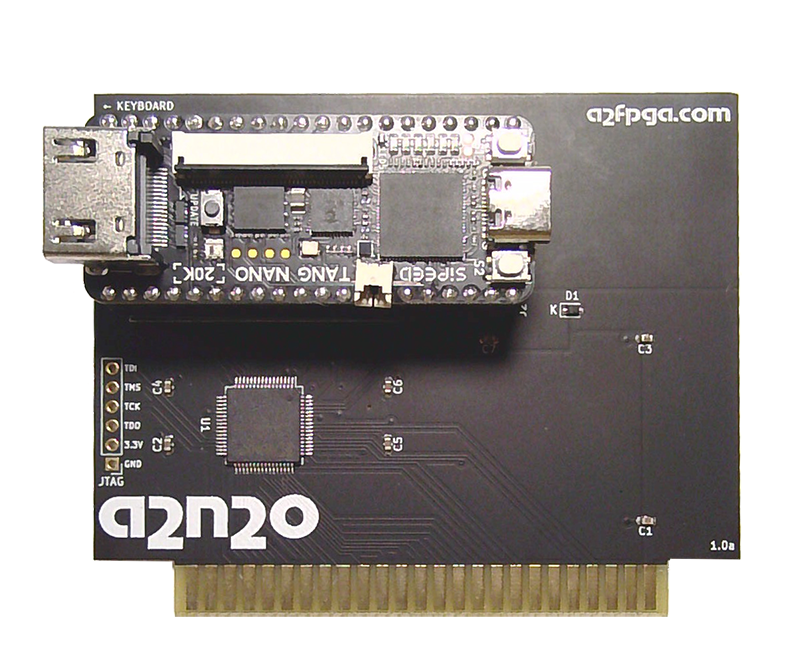 ← KEYBOARD
a2fpga.com
UPDATE
SiPEED
TANG NANO
20K
S2
D1
K
C3
TDI
TMS
TCK
TDO
3.3V
GND
JTAG
C4
C2
U1
C6
C5
C1
a2n20
1.0a